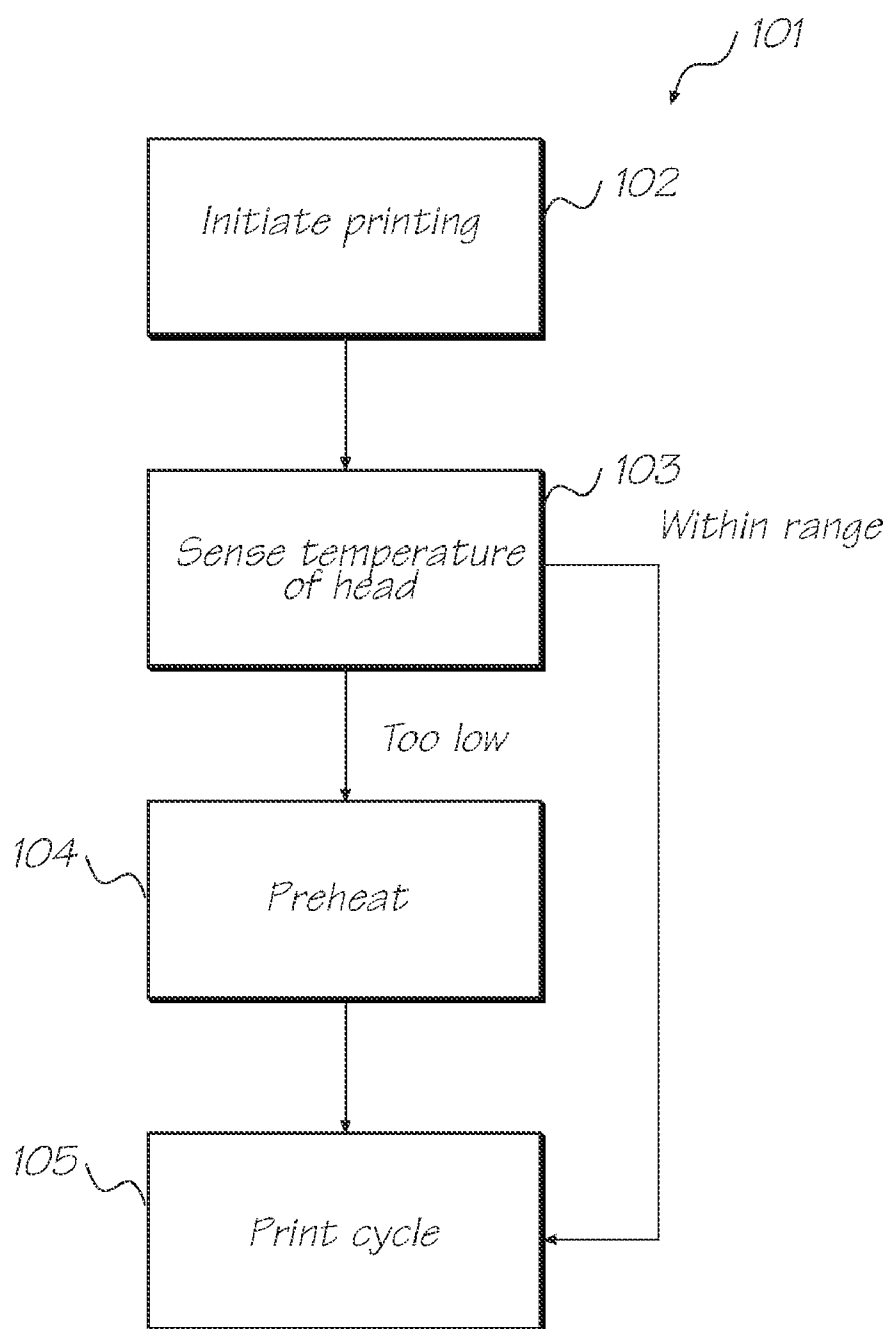 101
Initiate printing
102
103
Within range
Sense temperature
of head
Too low
104
Preheat
105
Print cycle